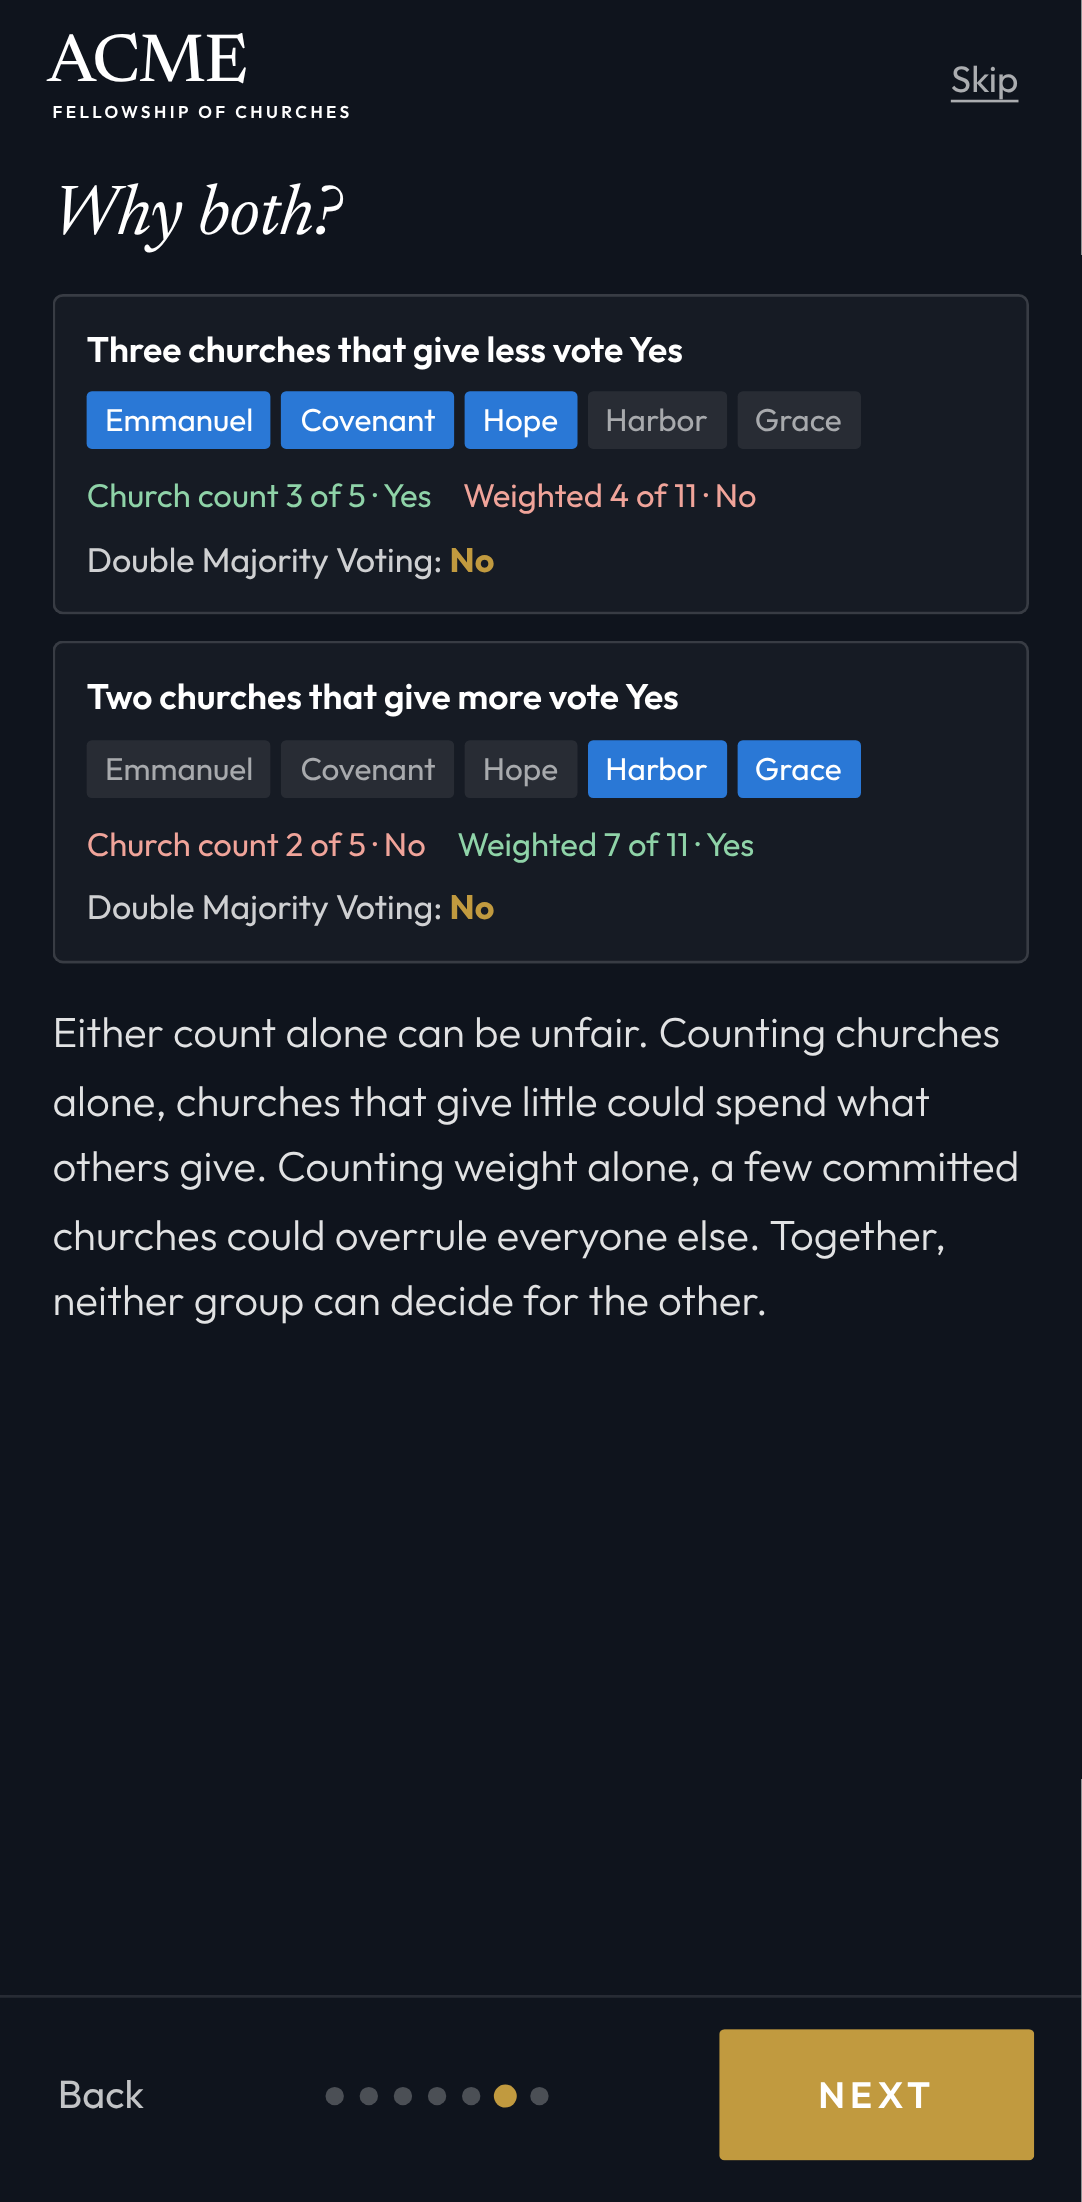 ACME
FELLOWSHIP OF CHURCHES
Skip
Why both?
Three churches that give less vote Yes
Emmanuel Covenant Hope Harbor Grace
Church count 3 of 5 · Yes Weighted 4 of 11 · No
Double Majority Voting: No
Two churches that give more vote Yes
Emmanuel Covenant Hope Harbor Grace
Church count 2 of 5 · No Weighted 7 of 11 · Yes
Double Majority Voting: No
Either count alone can be unfair. Counting churches
alone, churches that give little could spend what
others give. Counting weight alone, a few committed
churches could overrule everyone else. Together,
neither group can decide for the other.
Back
NEXT